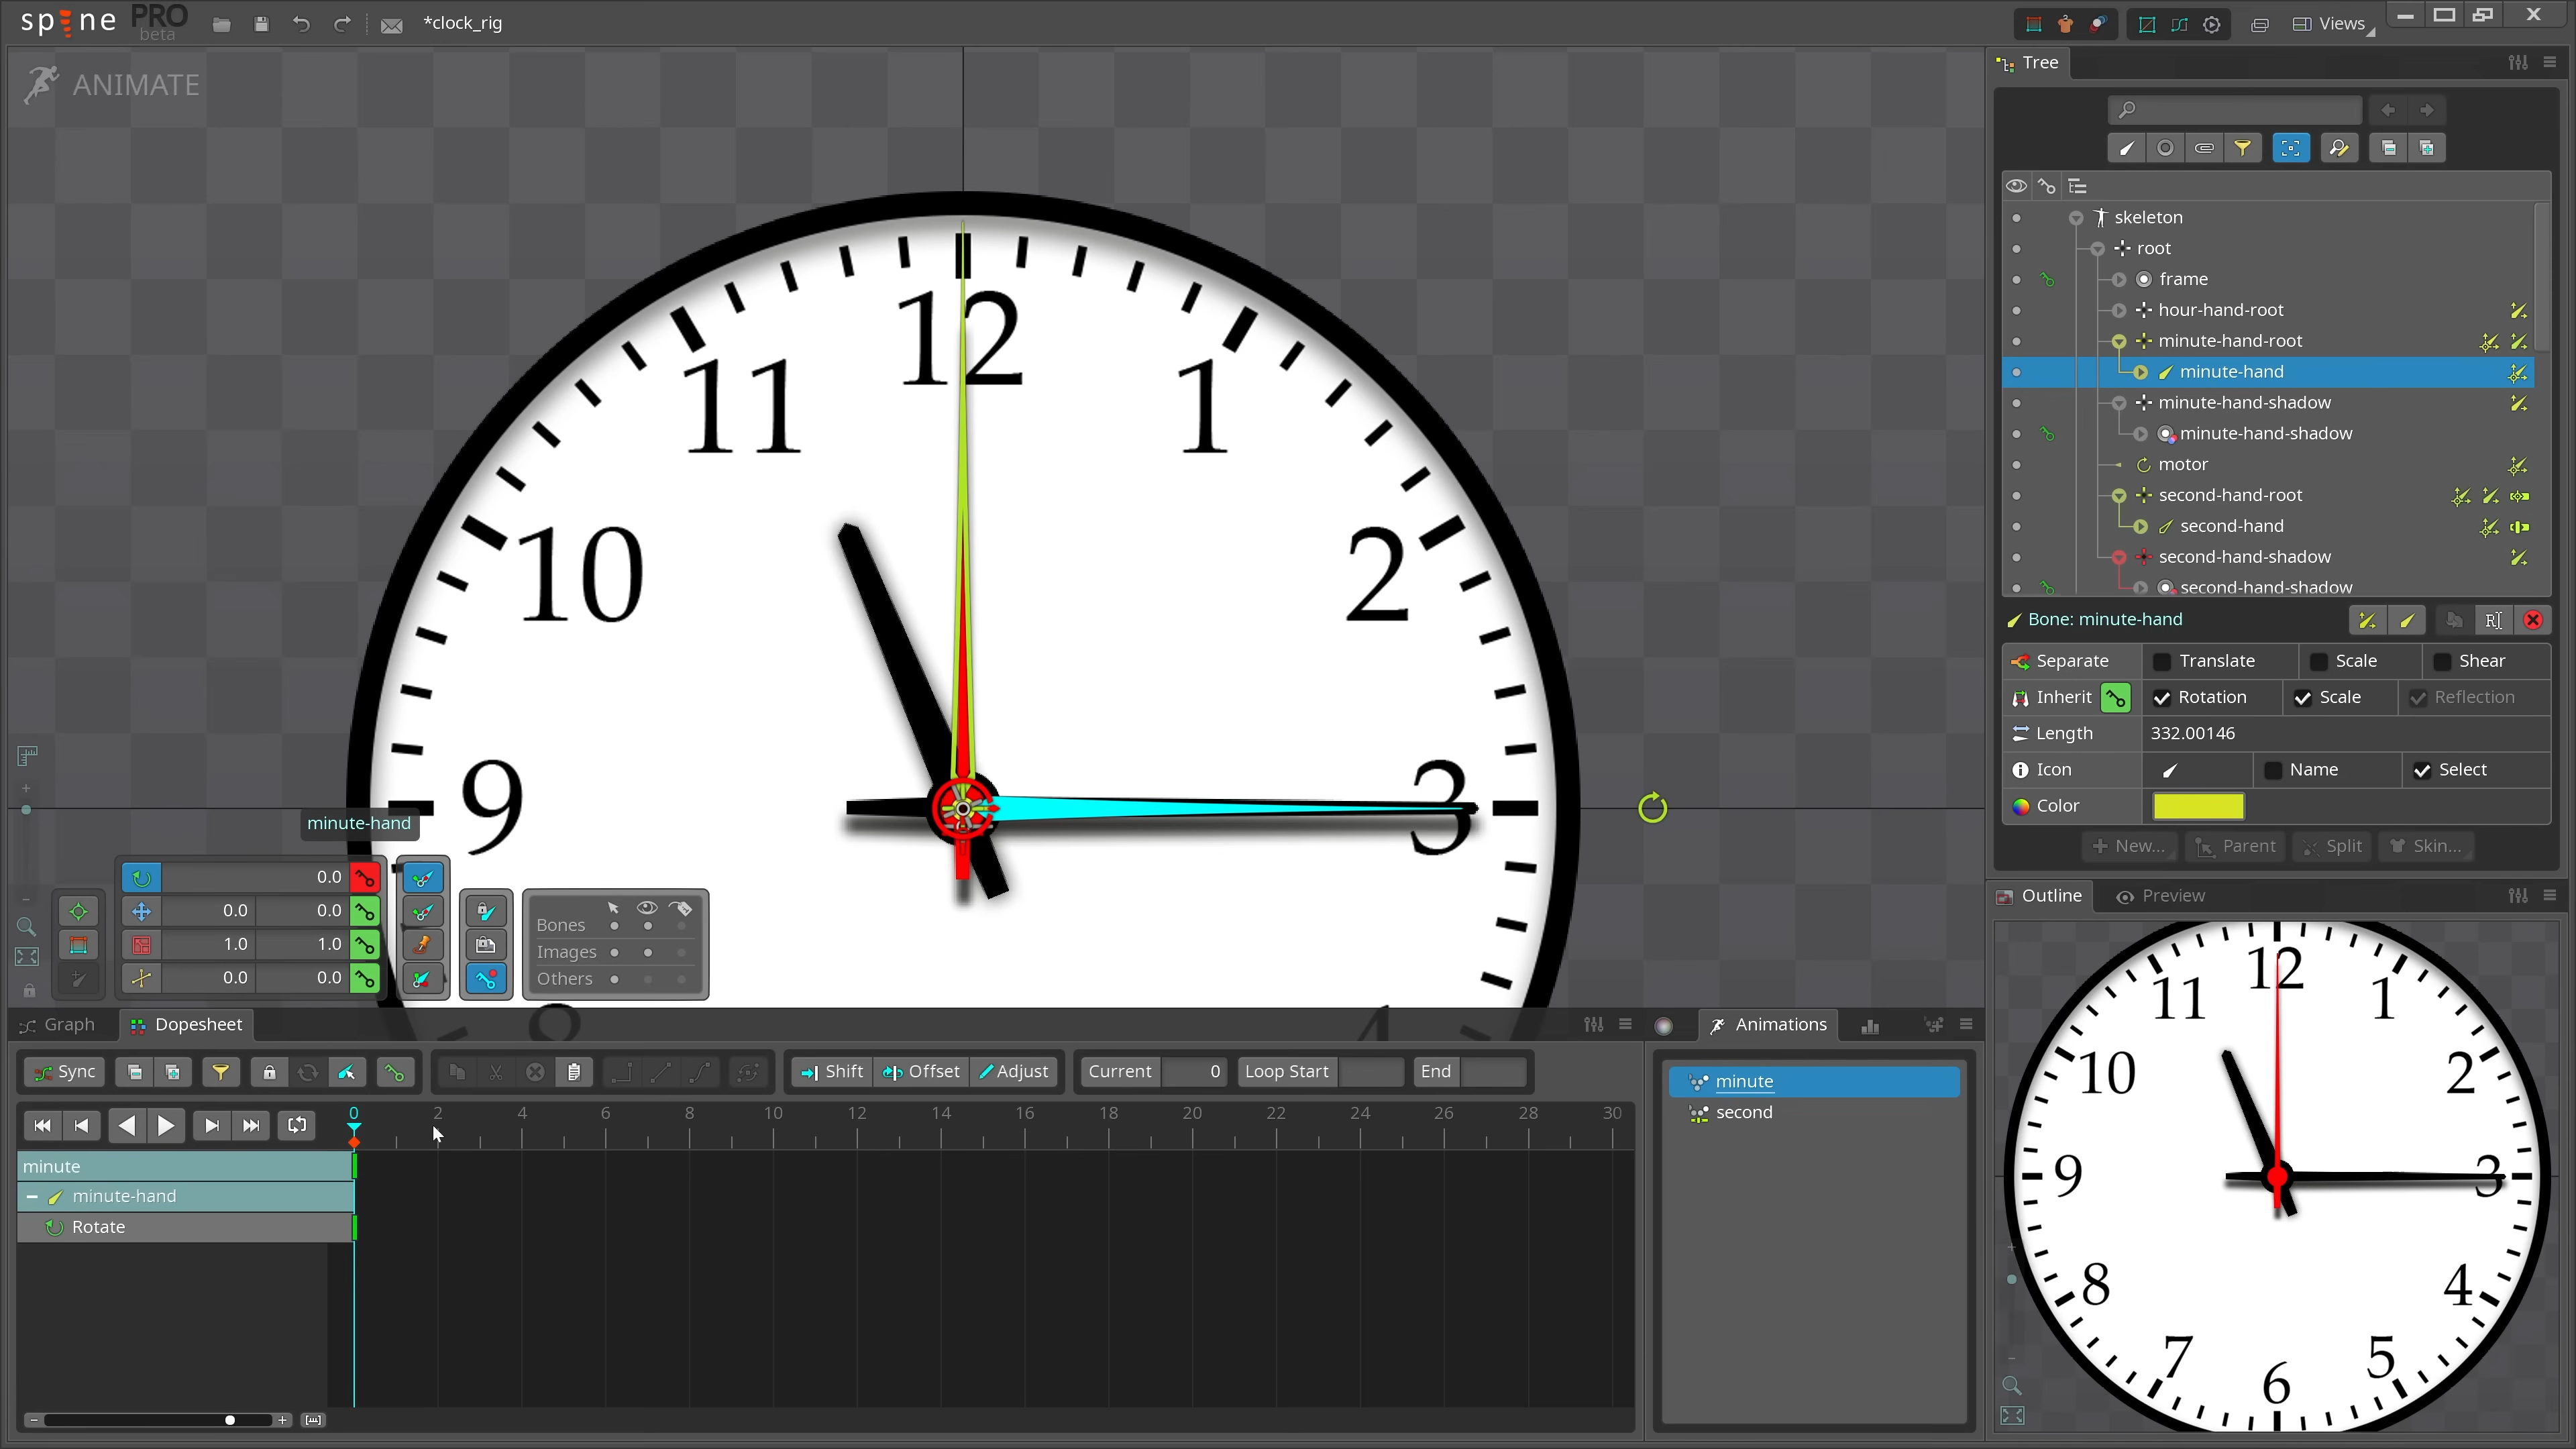 spine PRO beta *clock_rig Views
ANIMATE
12
11 1
10 2
9 3
8 4
minute-hand
0.0
0.0 0.0
1.0 1.0
0.0 0.0
Bones
Images
Others
Tree
skeleton
root
frame
hour-hand-root
minute-hand-root
minute-hand
minute-hand-shadow
minute-hand-shadow
motor
second-hand-root
second-hand
second-hand-shadow
second-hand-shadow
Bone: minute-hand
Separate Translate Scale Shear
Inherit Rotation Scale Reflection
Length 332.00146
Icon Name Select
Color
New... Parent Split Skin...
Outline Preview
12
11 1
10 2
9 3
8 4
7 5
6
Graph Dopesheet
Sync Shift Offset Adjust Current 0 Loop Start End
0 2 4 6 8 10 12 14 16 18 20 22 24 26 28 30
minute
minute-hand
Rotate
Animations
minute
second